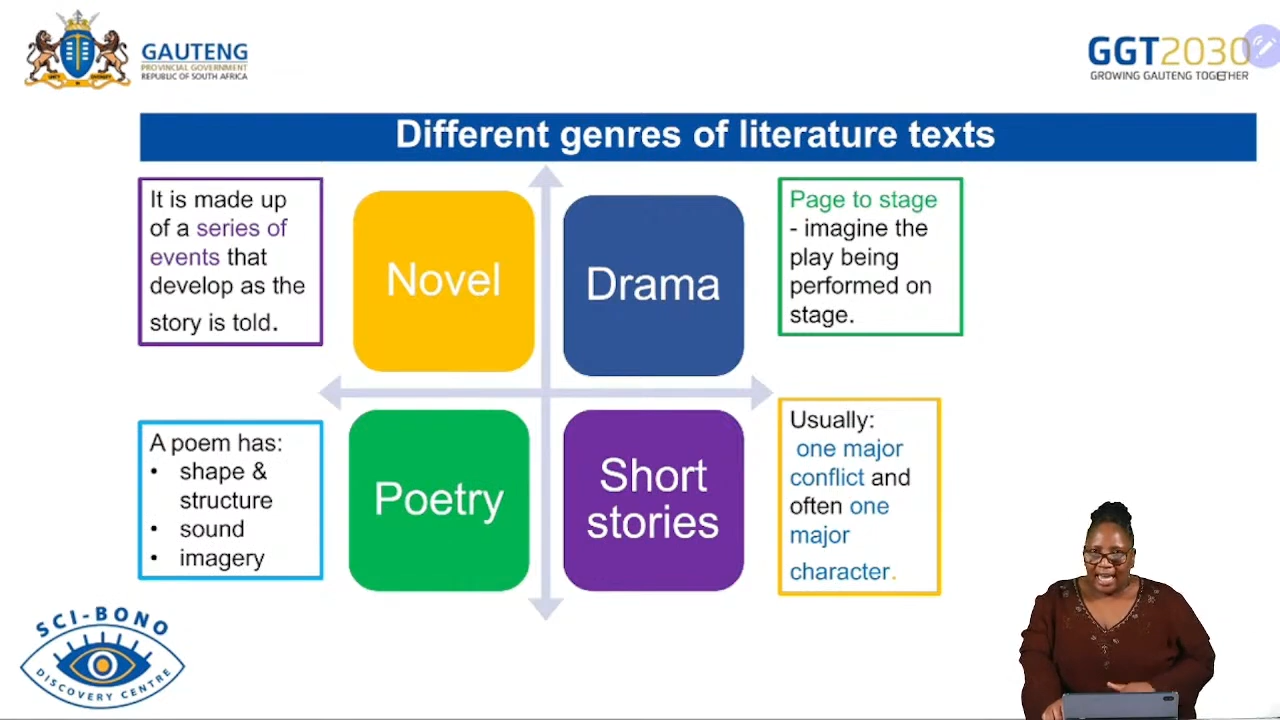 GAUTENG
PROVINCIAL GOVERNMENT
REPUBLIC OF SOUTH AFRICA
GGT2030
GROWING GAUTENG TOGETHER
Different genres of literature texts
It is made up
of a series of
events that
develop as the
story is told.
Novel
Drama
Page to stage
- imagine the
play being
performed on
stage.
A poem has:
• shape &
structure
• sound
• imagery
Poetry
Short
stories
Usually:
one major
conflict and
often one
major
character.
SCI-BONO
DISCOVERY CENTRE